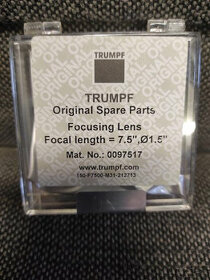 TRUMPF
TRUMPF
Original Spare Parts
Focusing Lens
Focal length = 7.5",Ø1.5"
Mat. No.: 0097517
www.trumpf.com